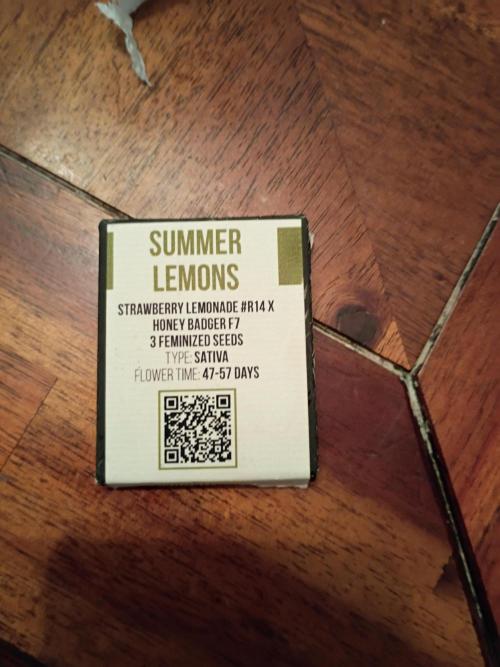 SUMMER
LEMONS
STRAWBERRY LEMONADE #R14 X
HONEY BADGER F7
3 FEMINIZED SEEDS
TYPE: SATIVA
FLOWER TIME: 47-57 DAYS